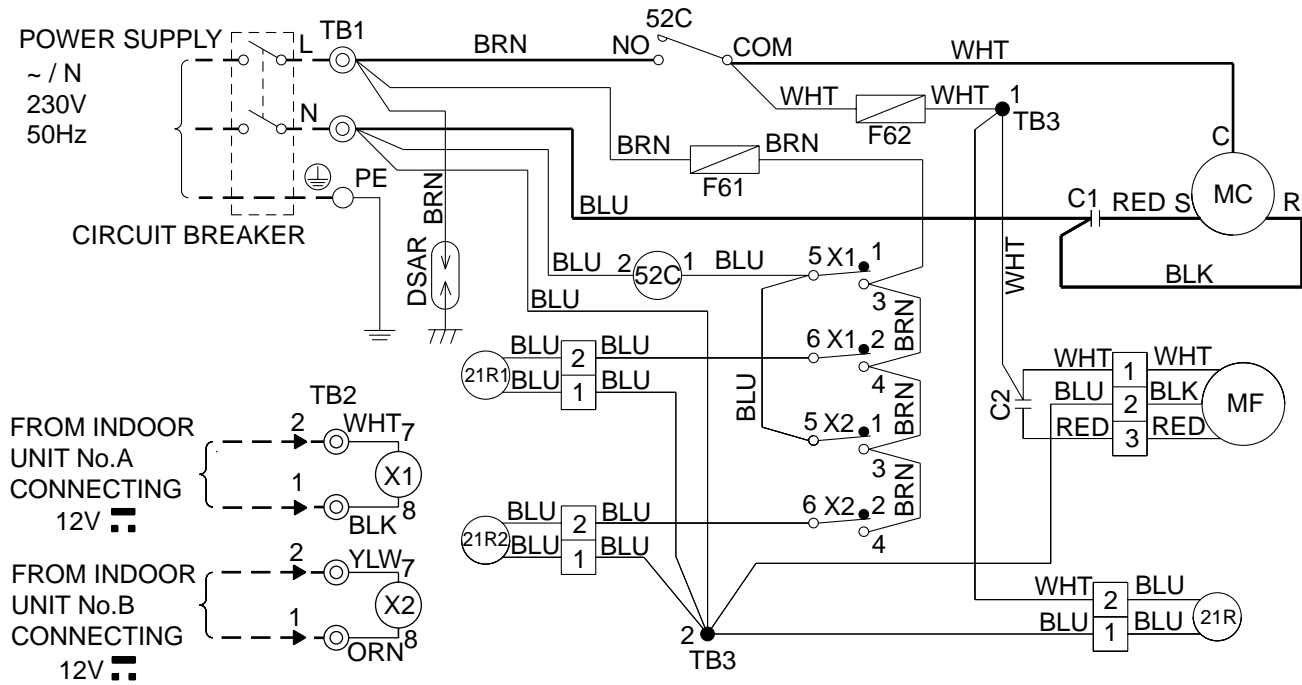 52C
POWER SUPPLY
L
TB1
BRN
NO
COM
WHT
~ / N
230V
50Hz
WHT
WHT
1
TB3
N
F62
BRN
BRN
F61
C
PE
BRN
BLU
C1
RED
S
MC
R
CIRCUIT BREAKER
DSAR
BLU
2
52C
1
BLU
5
X1
1
WHT
BLK
3
BLU
BRN
BLU
2
BLU
6
X1
2
21R1
BLU
1
BLU
4
WHT
1
WHT
BLU
C2
BLU
2
BLK
MF
BRN
RED
3
RED
TB2
FROM INDOOR
UNIT No.A
CONNECTING
12V
2
WHT
7
X1
1
8
BLK
5
X2
1
3
BRN
BLU
2
BLU
6
X2
2
21R2
BLU
1
BLU
4
FROM INDOOR
UNIT No.B
CONNECTING
12V
2
YLW
7
X2
1
8
ORN
WHT
2
BLU
21R
BLU
1
BLU
2
TB3